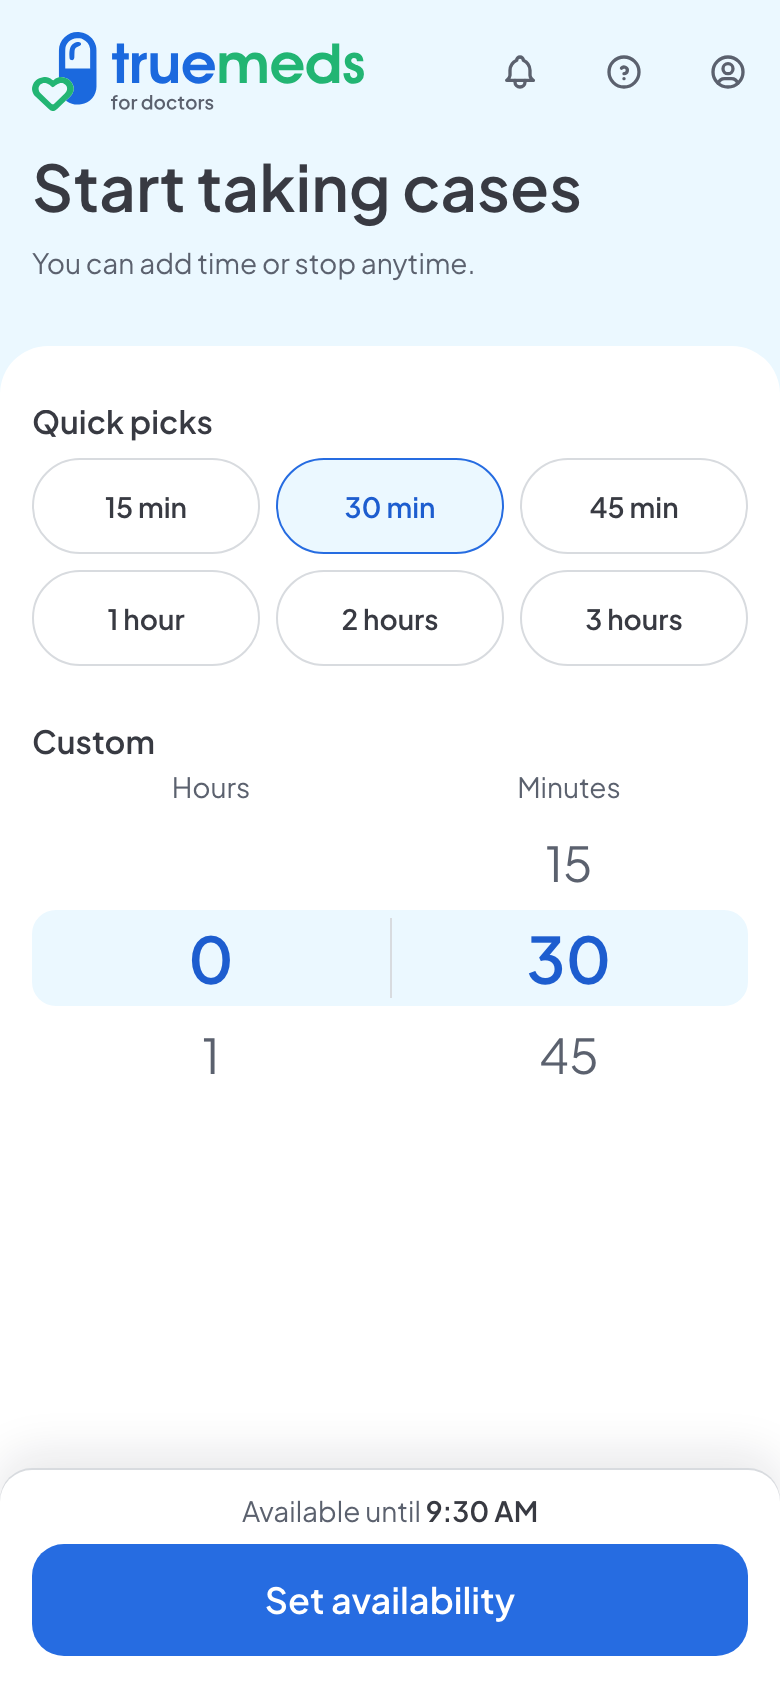 truemeds
for doctors
Start taking cases
You can add time or stop anytime.
Quick picks
15 min
30 min
45 min
1 hour
2 hours
3 hours
Custom
Hours Minutes
15
0 30
1 45
Available until 9:30 AM
Set availability